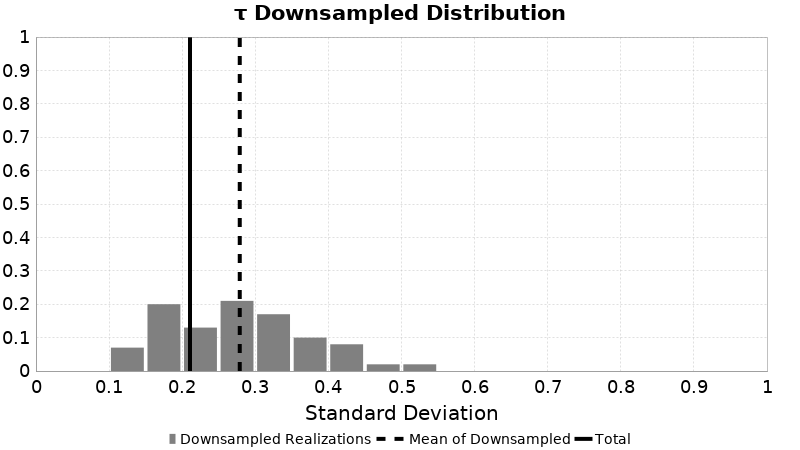 τ Downsampled Distribution
1
0.9
0.8
0.7
0.6
0.5
0.4
0.3
0.2
0.1
0
0 0.1 0.2 0.3 0.4 0.5 0.6 0.7 0.8 0.9 1
Standard Deviation
Downsampled Realizations Mean of Downsampled Total